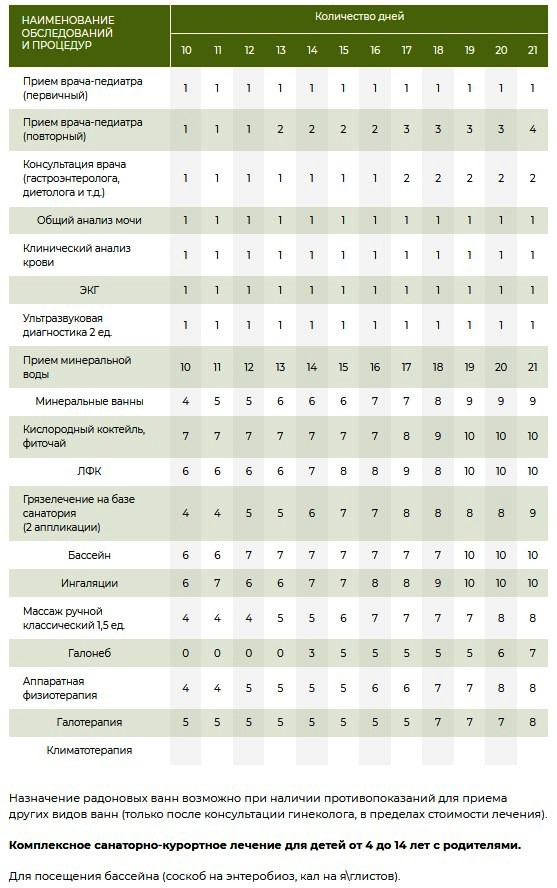 НАИМЕНОВАНИЕ
ОБСЛЕДОВАНИЙ
И ПРОЦЕДУР
Количество дней
10 11 12 13 14 15 16 17 18 19 20 21
Прием врача-педиатра
(первичный)
1 1 1 1 1 1 1 1 1 1 1 1
Прием врача-педиатра
(повторный)
1 1 1 2 2 2 2 3 3 3 3 4
Консультация врача
(гастроэнтеролога,
диетолога и т.д.)
1 1 1 1 1 1 1 2 2 2 2 2
Общий анализ мочи 1 1 1 1 1 1 1 1 1 1 1 1
Клинический анализ
крови
1 1 1 1 1 1 1 1 1 1 1 1
ЭКГ 1 1 1 1 1 1 1 1 1 1 1 1
Ультразвуковая
диагностика 2 ед.
1 1 1 1 1 1 1 1 1 1 1 1
Прием минеральной
воды
10 11 12 13 14 15 16 17 18 19 20 21
Минеральные ванны 4 5 5 6 6 6 7 7 8 9 9 9
Кислородный коктейль,
фиточай
7 7 7 7 7 7 7 8 9 10 10 10
ЛФК 6 6 6 6 7 8 8 9 8 10 10 10
Грязелечение на базе
санатория
(2 аппликации)
4 4 5 5 6 7 7 8 8 8 8 9
Бассейн 6 6 7 7 7 7 7 7 7 10 10 10
Ингаляции 6 7 6 6 7 7 8 8 9 10 10 10
Массаж ручной
классический 1,5 ед.
4 4 4 5 5 6 7 7 7 7 8 8
Галонеб 0 0 0 0 3 5 5 5 5 5 6 7
Аппаратная
физиотерапия
4 4 5 5 5 5 6 6 7 7 8 8
Галотерапия 5 5 5 5 5 5 5 5 7 7 7 8
Климатотерапия
Назначение радоновых ванн возможно при наличии противопоказаний для приема
других видов ванн (только после консультации гинеколога, в пределах стоимости лечения).
Комплексное санаторно-курортное лечение для детей от 4 до 14 лет с родителями.
Для посещения бассейна (соскоб на энтеробиоз, кал на я\глистов).